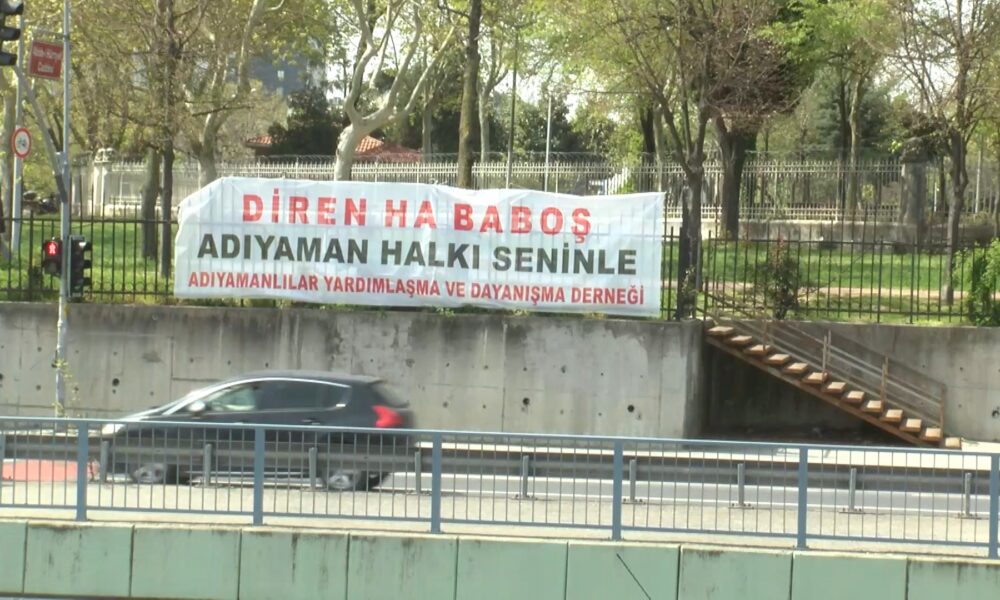 DİREN HA BABOŞ
ADIYAMAN HALKI SENİNLE
ADIYAMANLILAR YARDIMLAŞMA VE DAYANIŞMA DERNEĞİ